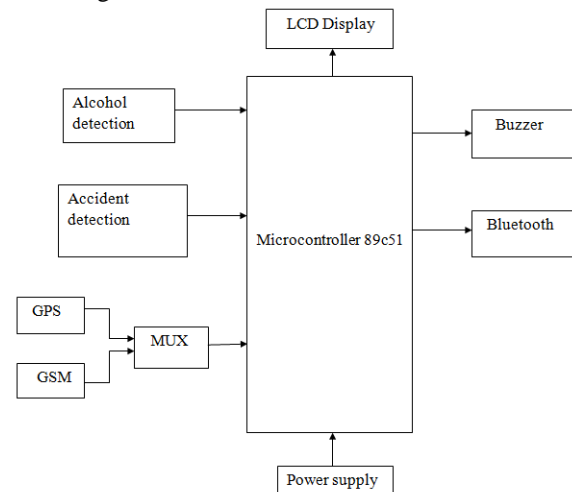 LCD Display
Alcohol
detection
Buzzer
Accident
detection
Bluetooth
Microcontroller 89c51
GPS
MUX
GSM
Power supply